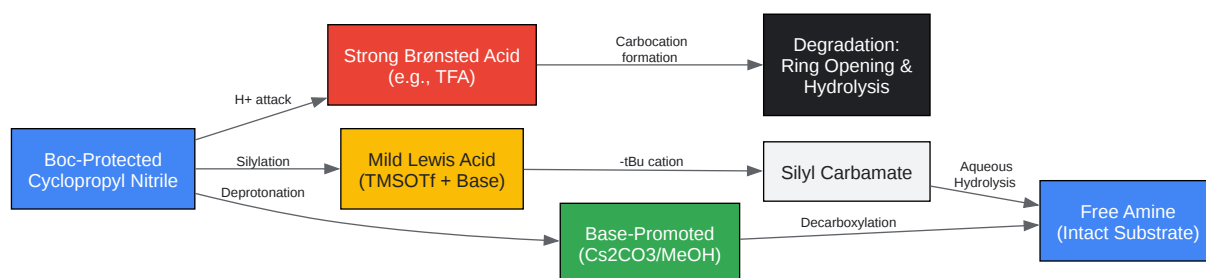 Boc-Protected
Cyclopropyl Nitrile
H+ attack
Silylation
Deprotonation
Strong Brønsted Acid
(e.g., TFA)
Carbocation
formation
Degradation:
Ring Opening &
Hydrolysis
Mild Lewis Acid
(TMSOTf + Base)
-tBu cation
Silyl Carbamate
Aqueous
Hydrolysis
Base-Promoted
(Cs2CO3/MeOH)
Decarboxylation
Free Amine
(Intact Substrate)